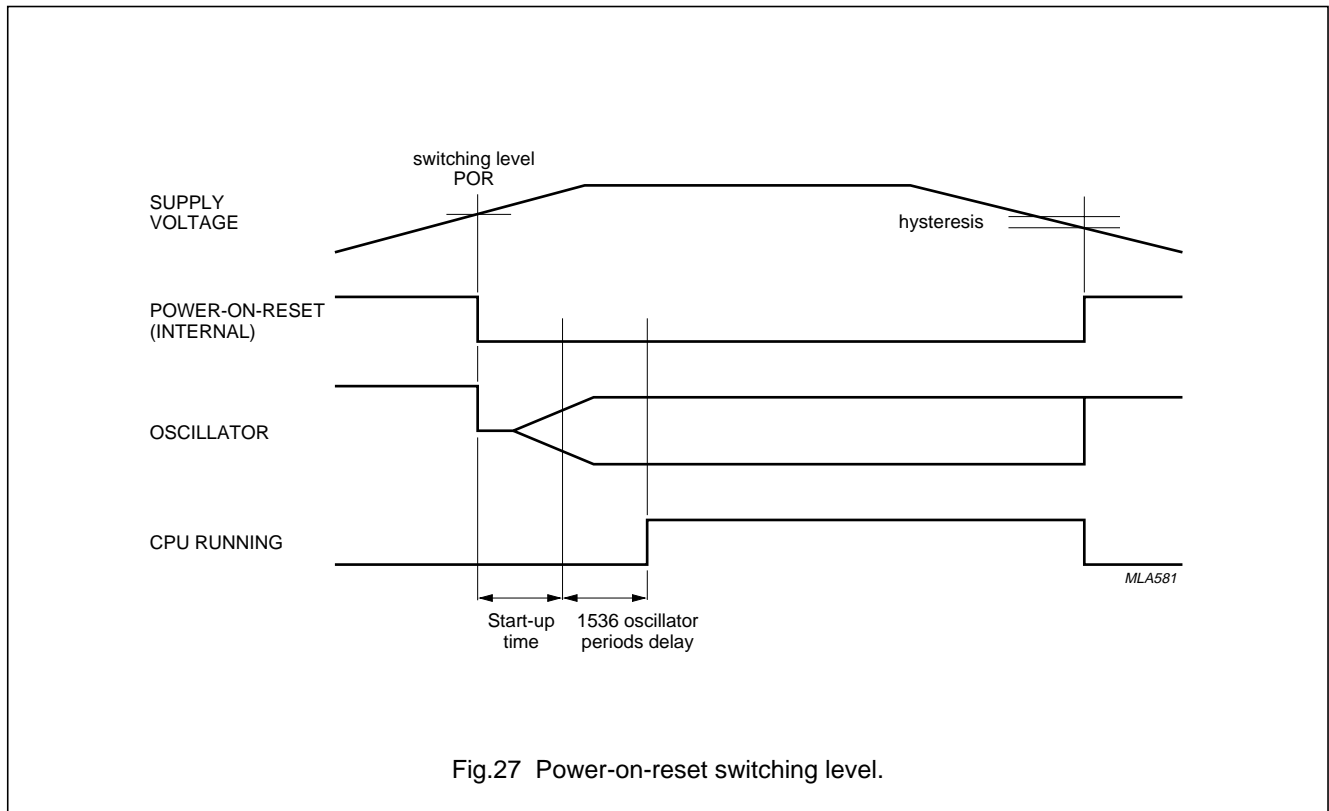 switching level
POR
SUPPLY
VOLTAGE
hysteresis
POWER-ON-RESET
(INTERNAL)
OSCILLATOR
CPU RUNNING
MLA581
Start-up
time
1536 oscillator
periods delay
Fig.27 Power-on-reset switching level.